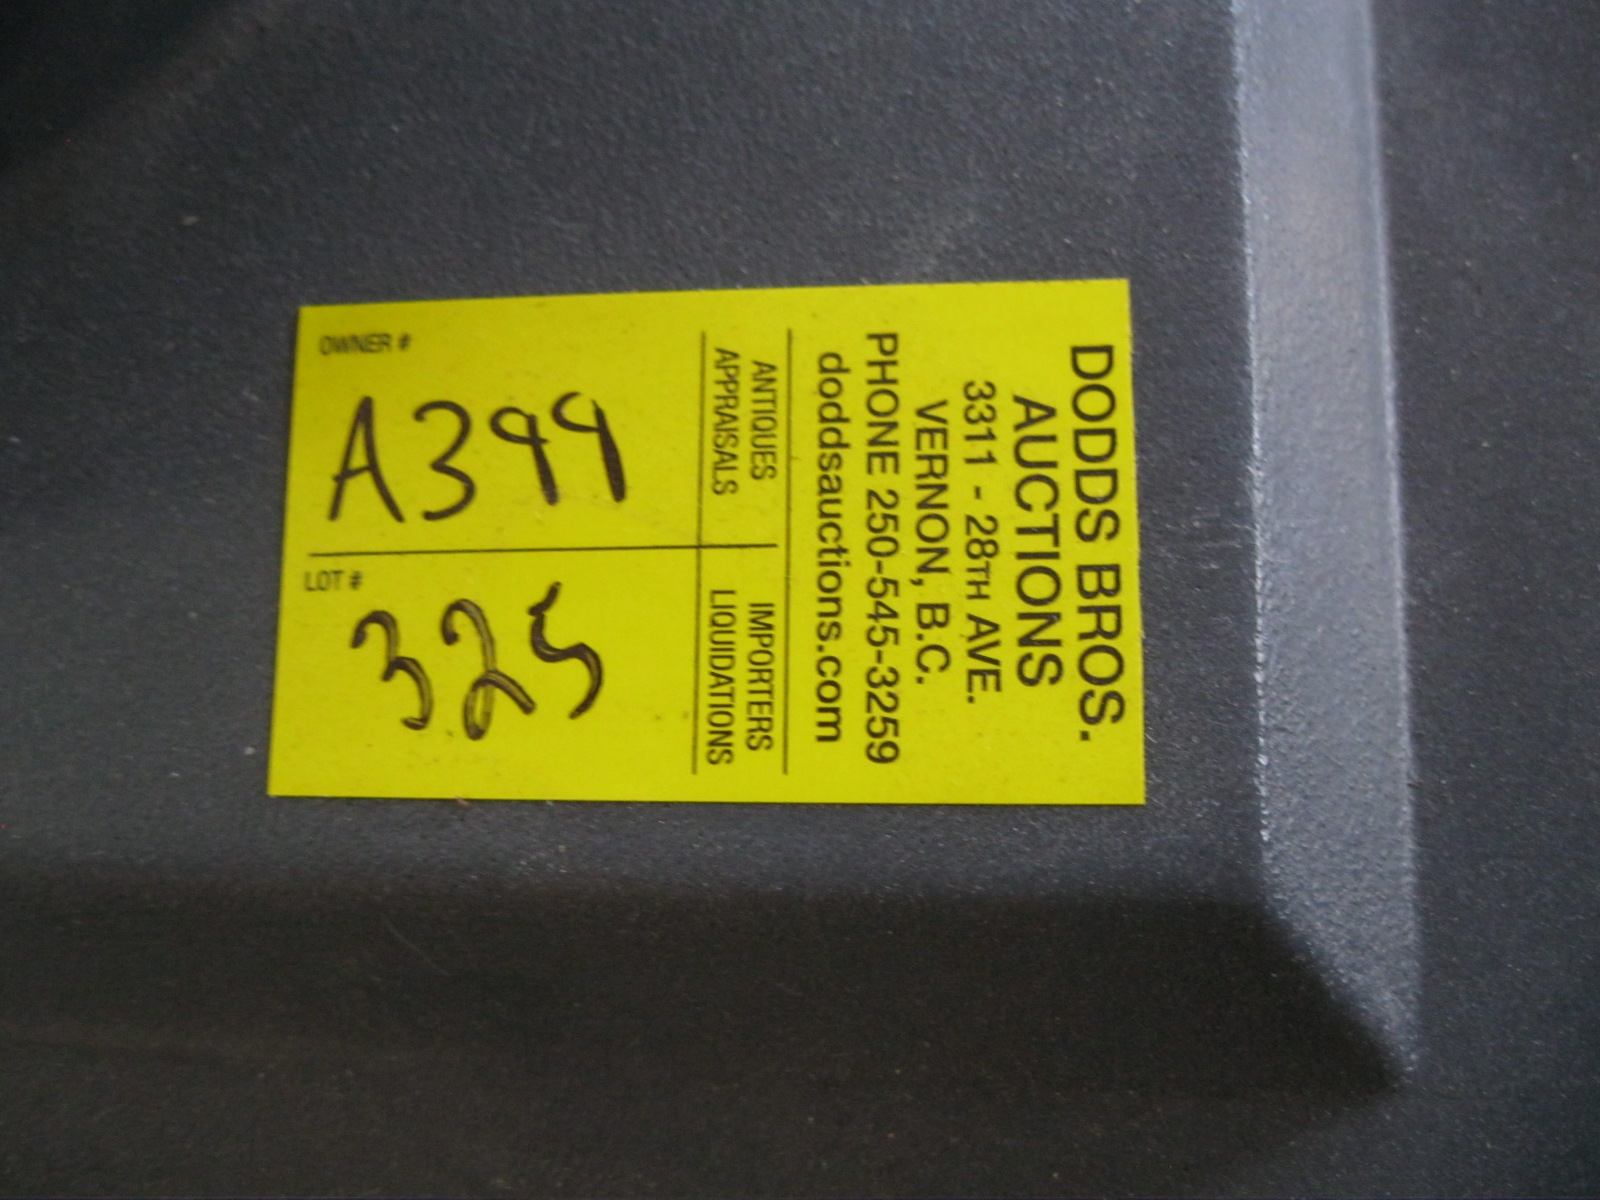 DODDS BROS.
AUCTIONS
3311 - 28TH AVE.
VERNON, B.C.
PHONE 250-545-3259
doddsauctions.com
ANTIQUES
APPRAISALS
IMPORTERS
LIQUIDATIONS
OWNER #
A399
LOT #
325